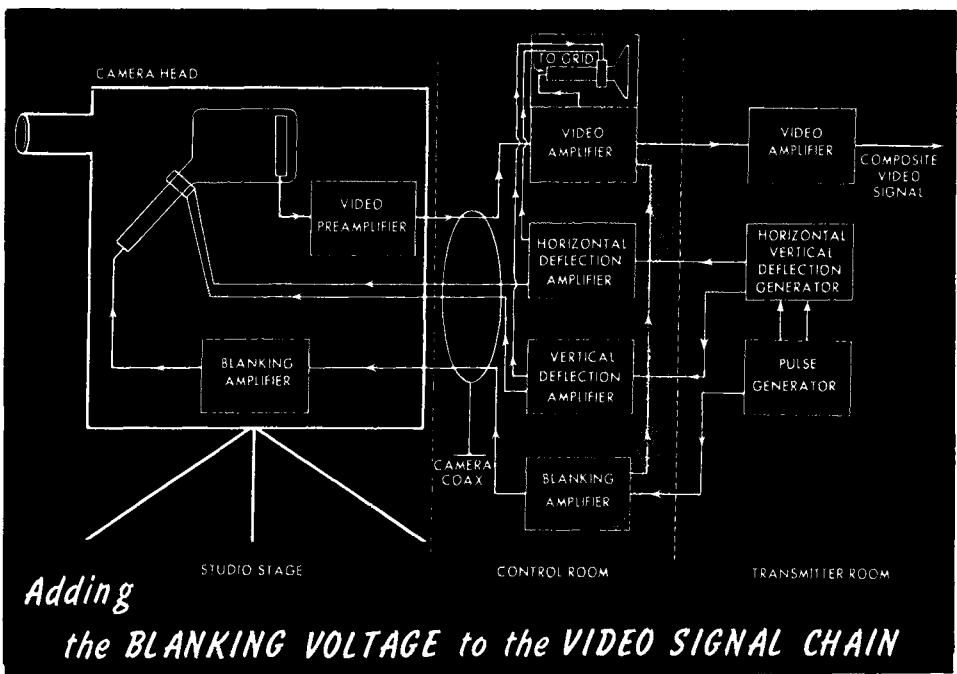 CAMERA HEAD
TO GRID
VIDEO
AMPLIFIER
VIDEO
AMPLIFIER
COMPOSITE
VIDEO
SIGNAL
VIDEO
PREAMPLIFIER
HORIZONTAL
DEFLECTION
AMPLIFIER
HORIZONTAL
VERTICAL
DEFLECTION
GENERATOR
BLANKING
AMPLIFIER
VERTICAL
DEFLECTION
AMPLIFIER
PULSE
GENERATOR
CAMERA
COAX
BLANKING
AMPLIFIER
STUDIO STAGE
CONTROL ROOM
TRANSMITTER ROOM
Adding
the BLANKING VOLTAGE to the VIDEO SIGNAL CHAIN